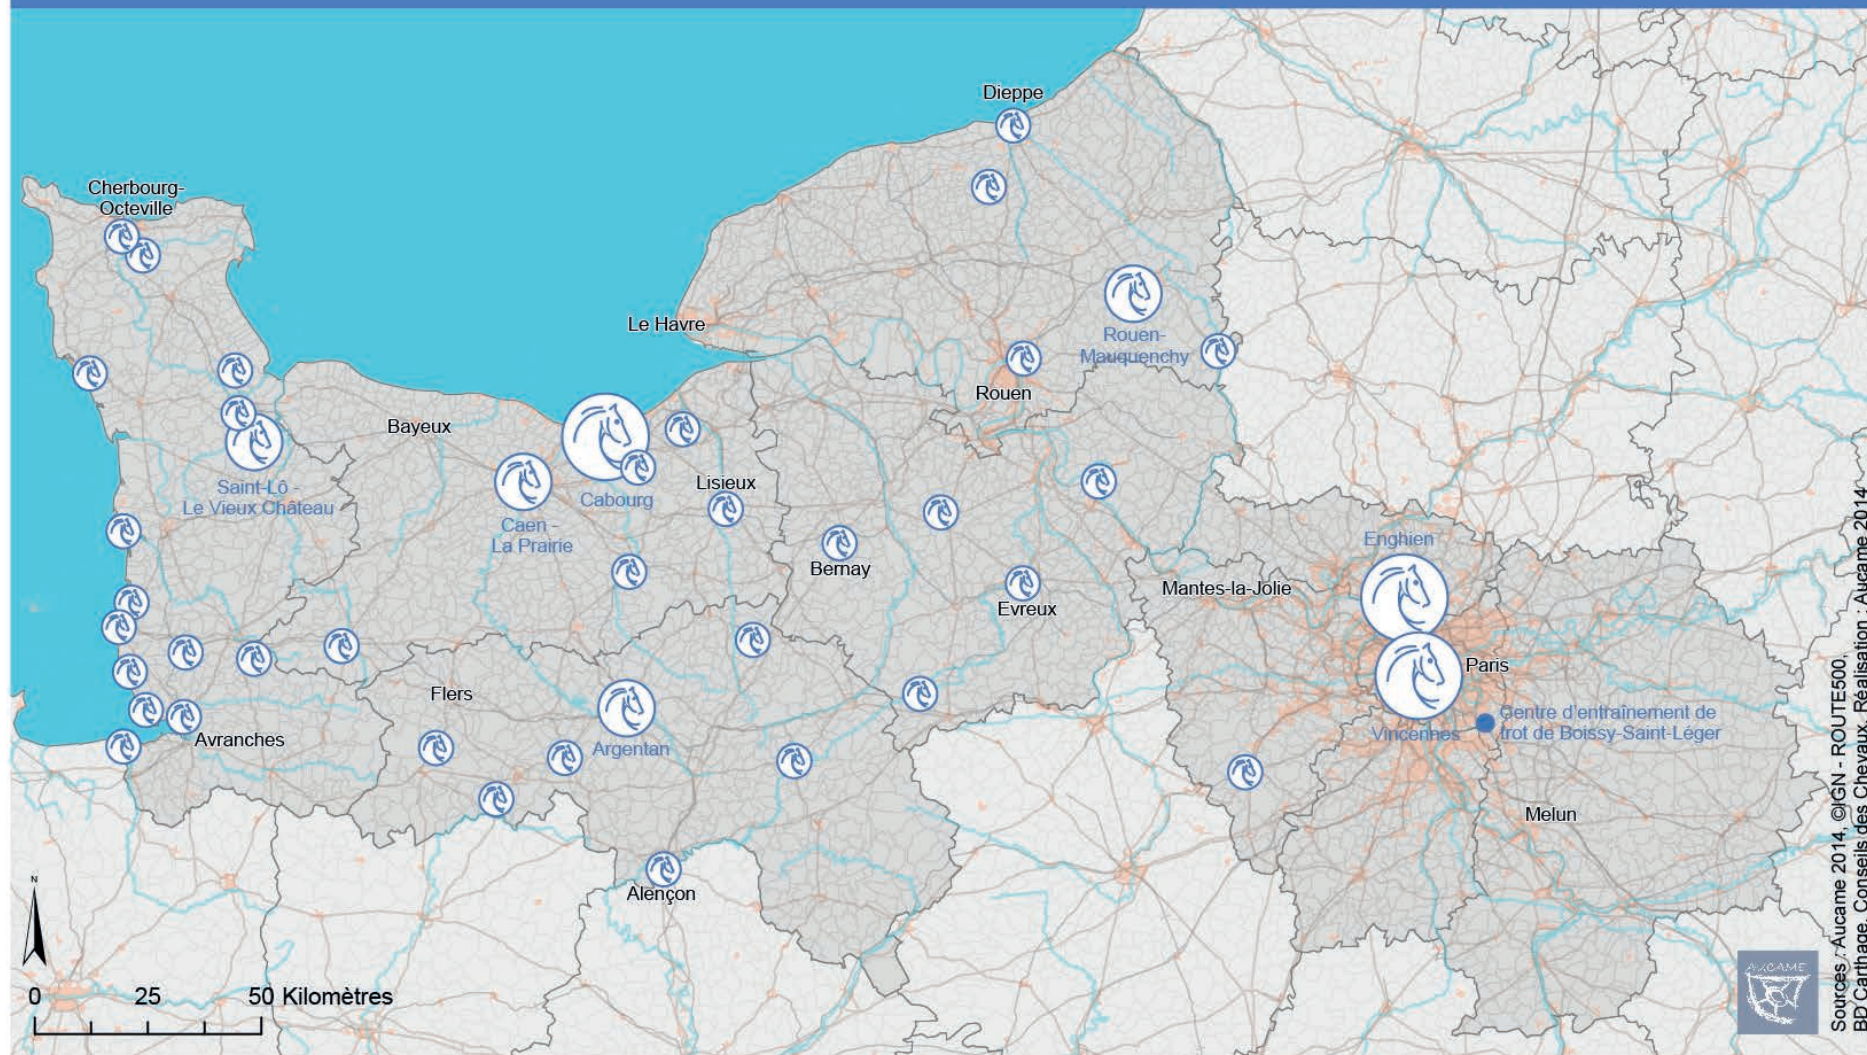 Dieppe
Cherbourg-
Octeville
Le Havre
Rouen-
Mauquenchy
Rouen
Bayeux
Saint-Lô -
Le Vieux Château
Lisieux
Cabourg
Caen -
La Prairie
Enghien
Bernay
Mantes-la-Jolie
Evreux
Paris
Flers
Centre d'entraînement de
trot de Boissy-Saint-Léger
Vincennes
Avranches
Argentan
Melun
Alençon
N
0 25 50 Kilomètres
AUCAME
Sources : Aucame 2014, ©IGN - ROUTE500,
BD Carthage, Conseils des Chevaux, Réalisation : Aucame 2014